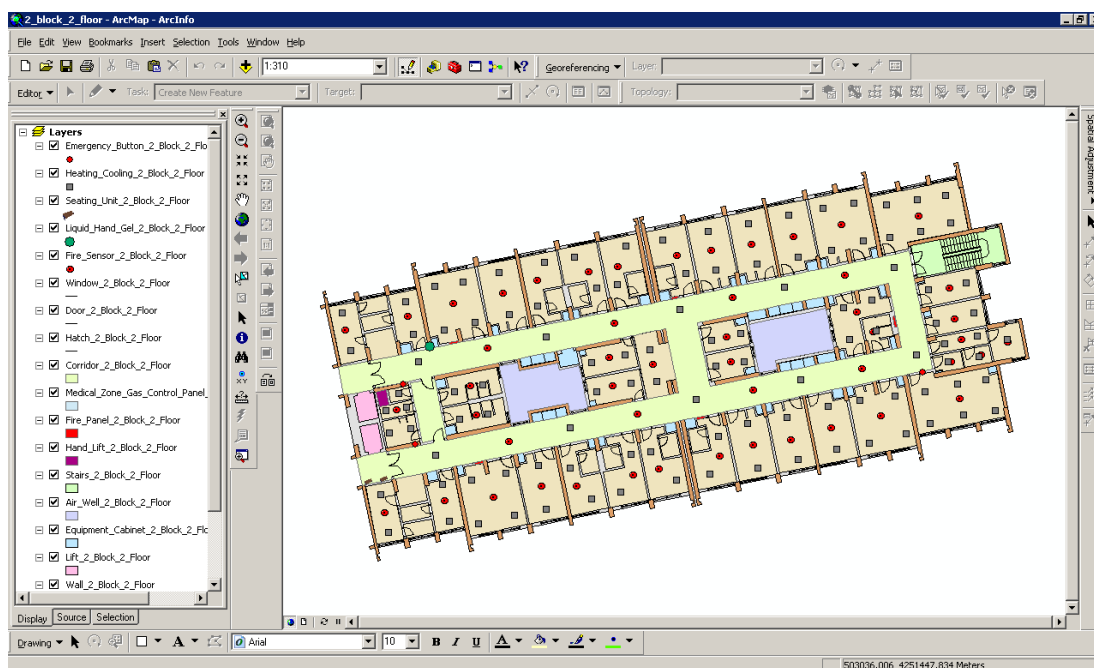 2_block_2_floor - ArcMap - ArcInfo
File Edit View Bookmarks Insert Selection Tools Window Help
1:310
Georeferencing
Layer:
Editor
Task: Create New Feature
Target:
Topology:
Layers
Emergency_Button_2_Block_2_Flo
Heating_Cooling_2_Block_2_Floor
Seating_Unit_2_Block_2_Floor
Liquid_Hand_Gel_2_Block_2_Floor
Fire_Sensor_2_Block_2_Floor
Window_2_Block_2_Floor
Door_2_Block_2_Floor
Hatch_2_Block_2_Floor
Corridor_2_Block_2_Floor
Medical_Zone_Gas_Control_Panel_
Fire_Panel_2_Block_2_Floor
Hand_Lift_2_Block_2_Floor
Stairs_2_Block_2_Floor
Air_Well_2_Block_2_Floor
Equipment_Cabinet_2_Block_2_Flo
Lift_2_Block_2_Floor
Wall_2_Block_2_Floor
Display Source Selection
Spatial Adjustment
Drawing
A
Arial
10
B I U
A
503036,006 4251447,834 Meters